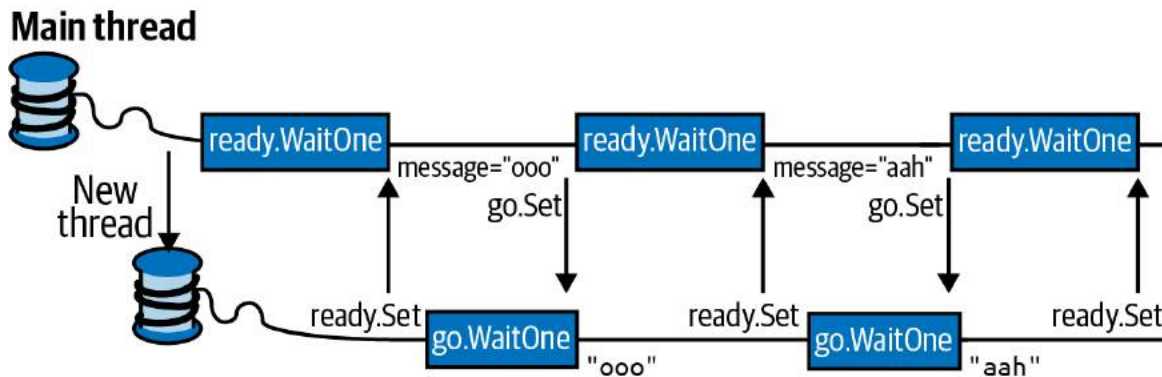 Main thread
ready.WaitOne
ready.WaitOne
ready.WaitOne
message="ooo"
message="aah"
New
thread
go.Set
go.Set
ready.Set
ready.Set
ready.Set
go.WaitOne
go.WaitOne
"ooo"
"aah"